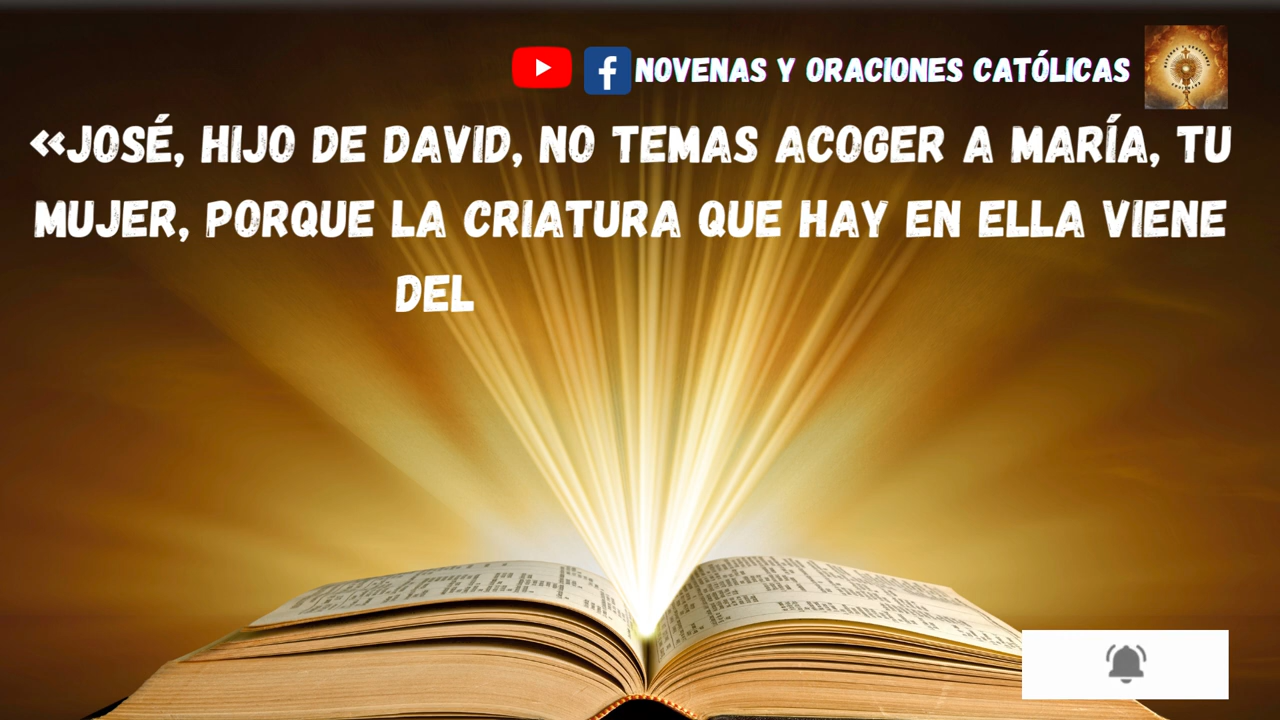 NOVENAS Y ORACIONES CATÓLICAS
«JOSÉ, HIJO DE DAVID, NO TEMAS ACOGER A MARÍA, TU
MUJER, PORQUE LA CRIATURA QUE HAY EN ELLA VIENE
DEL